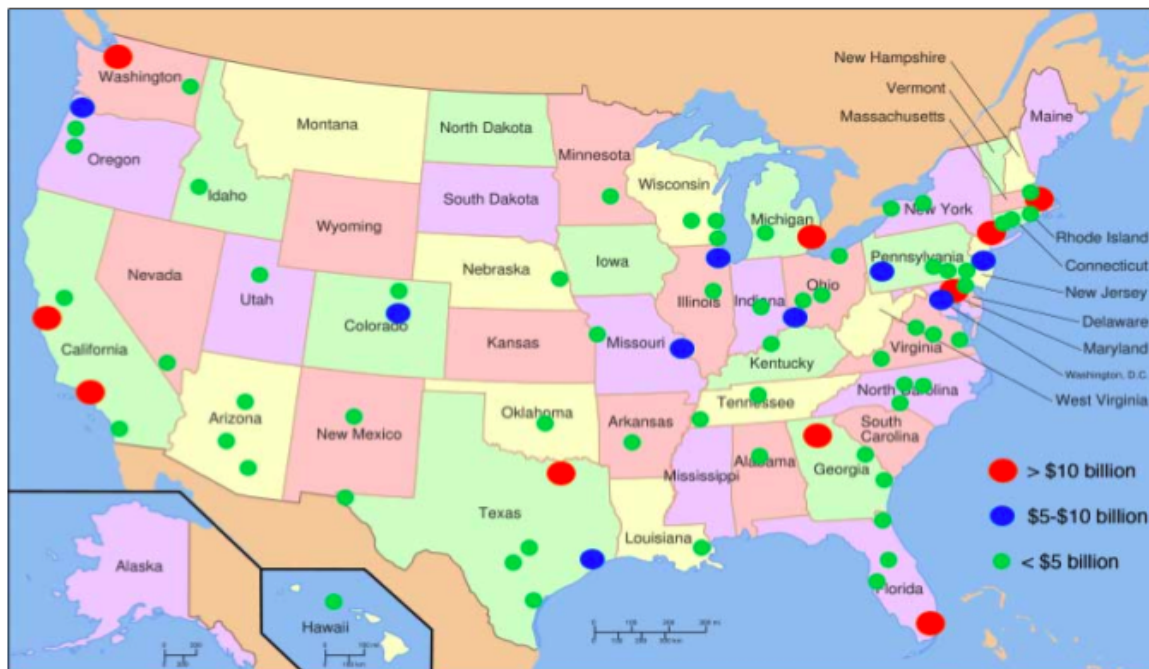 New Hampshire
Vermont
Massachusetts
Maine
Washington
Montana
North Dakota
Minnesota
Oregon
Idaho
South Dakota
Wisconsin
Michigan
New York
Wyoming
Rhode Island
Nevada
Nebraska
Iowa
Pennsylvania
Connecticut
Utah
Colorado
Illinois
Indiana
Ohio
New Jersey
California
Kansas
Missouri
Delaware
Kentucky
Virginia
Maryland
Washington, D.C.
West Virginia
Arizona
New Mexico
Oklahoma
Arkansas
Tennessee
North Carolina
South
Carolina
Mississippi
Alabama
Georgia
Texas
Louisiana
Florida
> $10 billion
$5-$10 billion
< $5 billion
Alaska
Hawaii